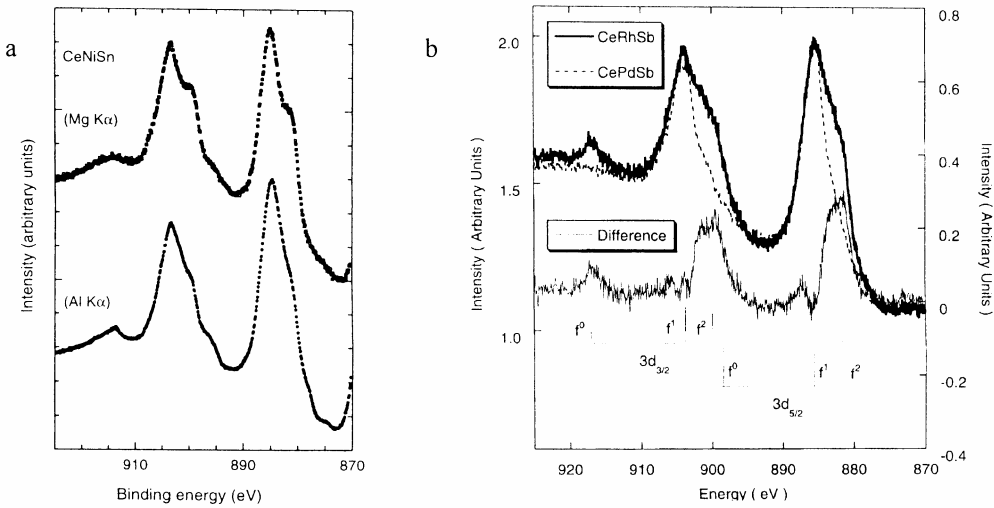 a
CeNiSn
(Mg Kα)
(Al Kα)
Intensity (arbitrary units)
910
890
870
Binding energy (eV)
b
CeRhSb
CePdSb
Difference
2.0
1.5
1.0
Intensity ( Arbitrary Units)
0.8
0.6
0.4
0.2
0
-0.2
-0.4
Intensity ( Arbitrary Units)
f⁰
f¹
f²
3d₃/₂
f⁰
f¹
f²
3d₅/₂
920
910
900
890
880
870
Energy ( eV )